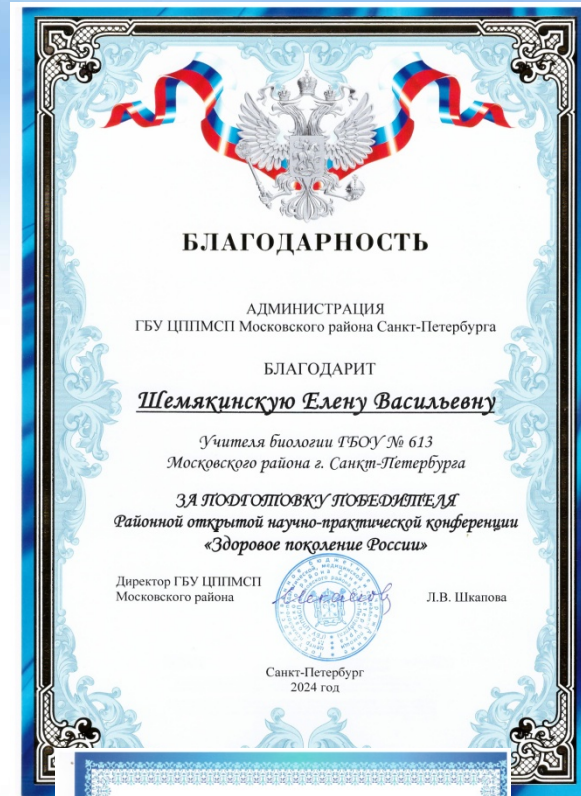 БЛАГОДАРНОСТЬ
АДМИНИСТРАЦИЯ
ГБУ ЦППМСП Московского района Санкт-Петербурга
БЛАГОДАРИТ
Шемякинскую Елену Васильевну
Учителя биологии ГБОУ № 613
Московского района г. Санкт-Петербурга
ЗА ПОДГОТОВКУ ПОБЕДИТЕЛЯ
Районной открытой научно-практической конференции
«Здоровое поколение России»
Директор ГБУ ЦППМСП
Московского района
Л.В. Шкапова
Санкт-Петербург
2024 год